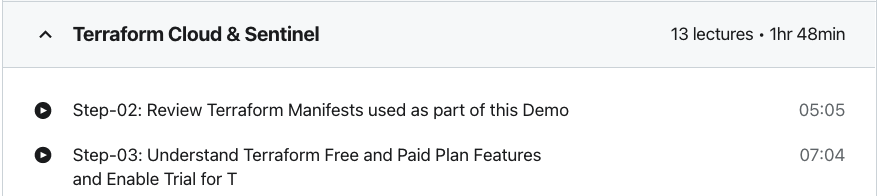 Terraform Cloud & Sentinel 13 lectures • 1hr 48min
Step-02: Review Terraform Manifests used as part of this Demo 05:05
Step-03: Understand Terraform Free and Paid Plan Features 07:04
and Enable Trial for T